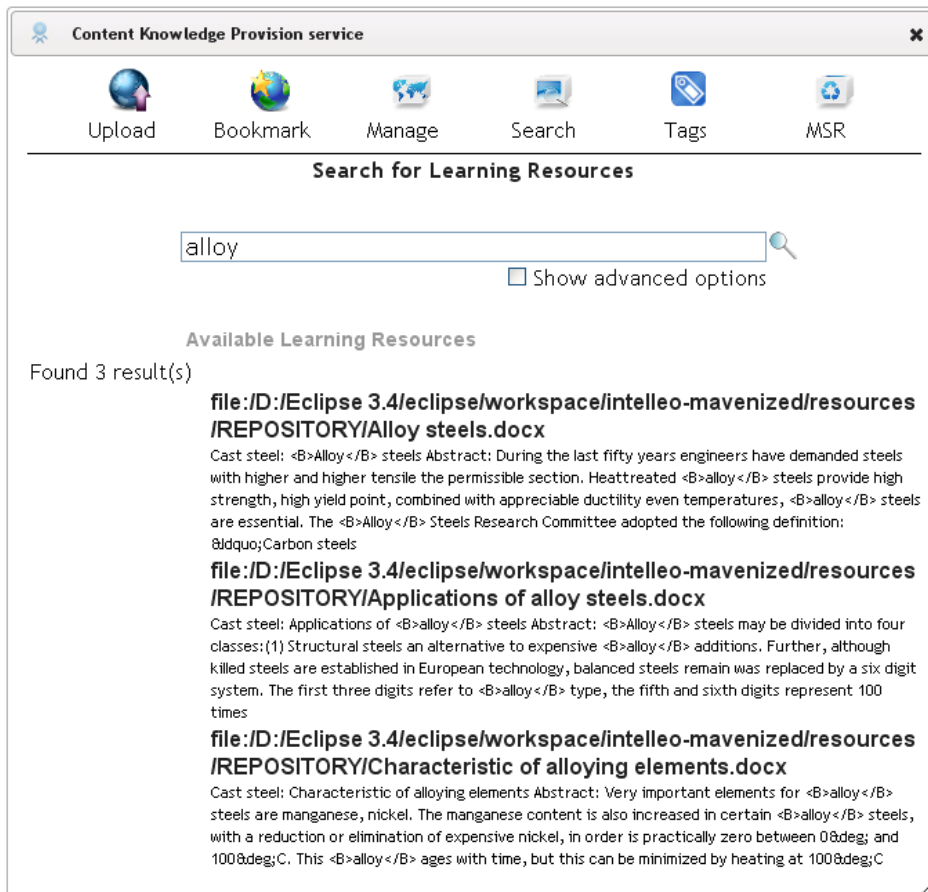 Content Knowledge Provision service
Upload Bookmark Manage Search Tags MSR
Search for Learning Resources
alloy
Show advanced options
Available Learning Resources
Found 3 result(s)
file:/D:/Eclipse 3.4/eclipse/workspace/intelleo-mavenized/resources
/REPOSITORY/Alloy steels.docx
Cast steel: <B>Alloy</B> steels Abstract: During the last fifty years engineers have demanded steels
with higher and higher tensile the permissible section. Heattreated <B>alloy</B> steels provide high
strength, high yield point, combined with appreciable ductility even temperatures, <B>alloy</B> steels
are essential. The <B>Alloy</B> Steels Research Committee adopted the following definition:
&ldquo;Carbon steels
file:/D:/Eclipse 3.4/eclipse/workspace/intelleo-mavenized/resources
/REPOSITORY/Applications of alloy steels.docx
Cast steel: Applications of <B>alloy</B> steels Abstract: <B>Alloy</B> steels may be divided into four
classes:(1) Structural steels an alternative to expensive <B>alloy</B> additions. Further, although
killed steels are established in European technology, balanced steels remain was replaced by a six digit
system. The first three digits refer to <B>alloy</B> type, the fifth and sixth digits represent 100
times
file:/D:/Eclipse 3.4/eclipse/workspace/intelleo-mavenized/resources
/REPOSITORY/Characteristic of alloying elements.docx
Cast steel: Characteristic of alloying elements Abstract: Very important elements for <B>alloy</B>
steels are manganese, nickel. The manganese content is also increased in certain <B>alloy</B> steels,
with a reduction or elimination of expensive nickel, in order is practically zero between 0&deg; and
100&deg;C. This <B>alloy</B> ages with time, but this can be minimized by heating at 100&deg;C